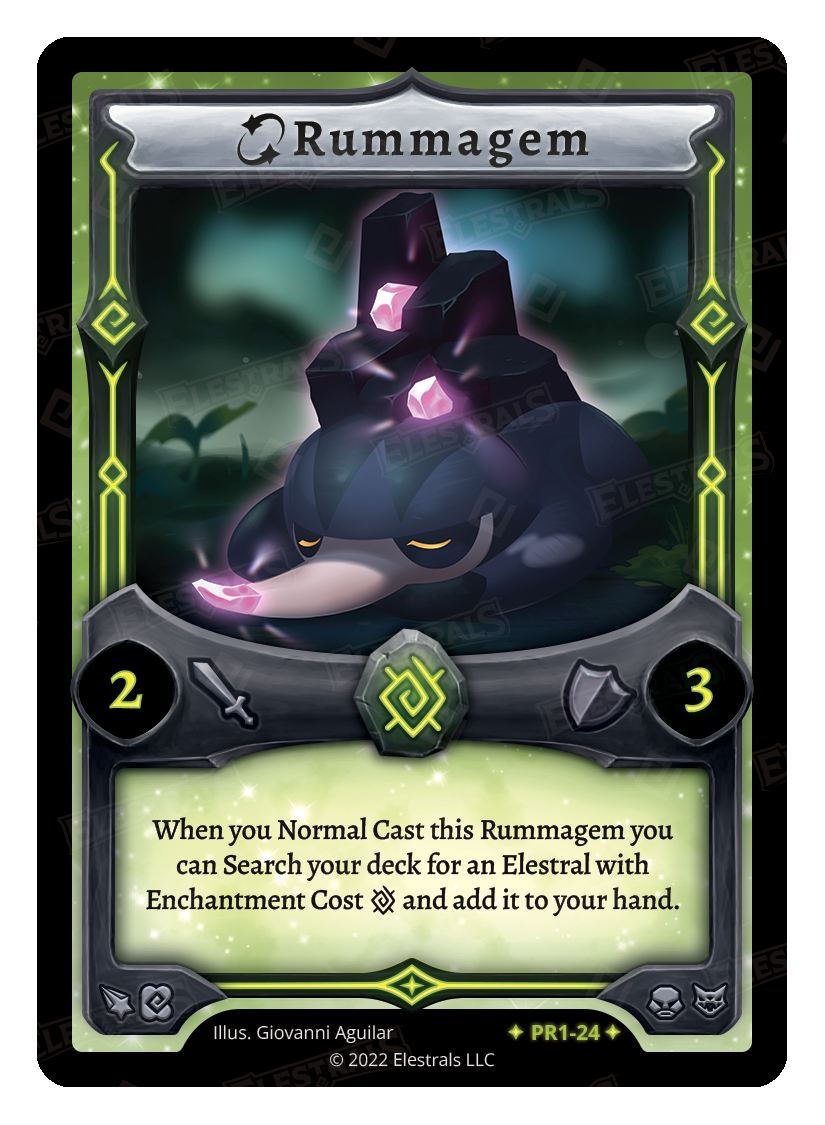 Rummagem
2
3
When you Normal Cast this Rummagem you
can Search your deck for an Elestral with
Enchantment Cost and add it to your hand.
Illus. Giovanni Aguilar
PR1-24
© 2022 Elestrals LLC
ELESTRALS